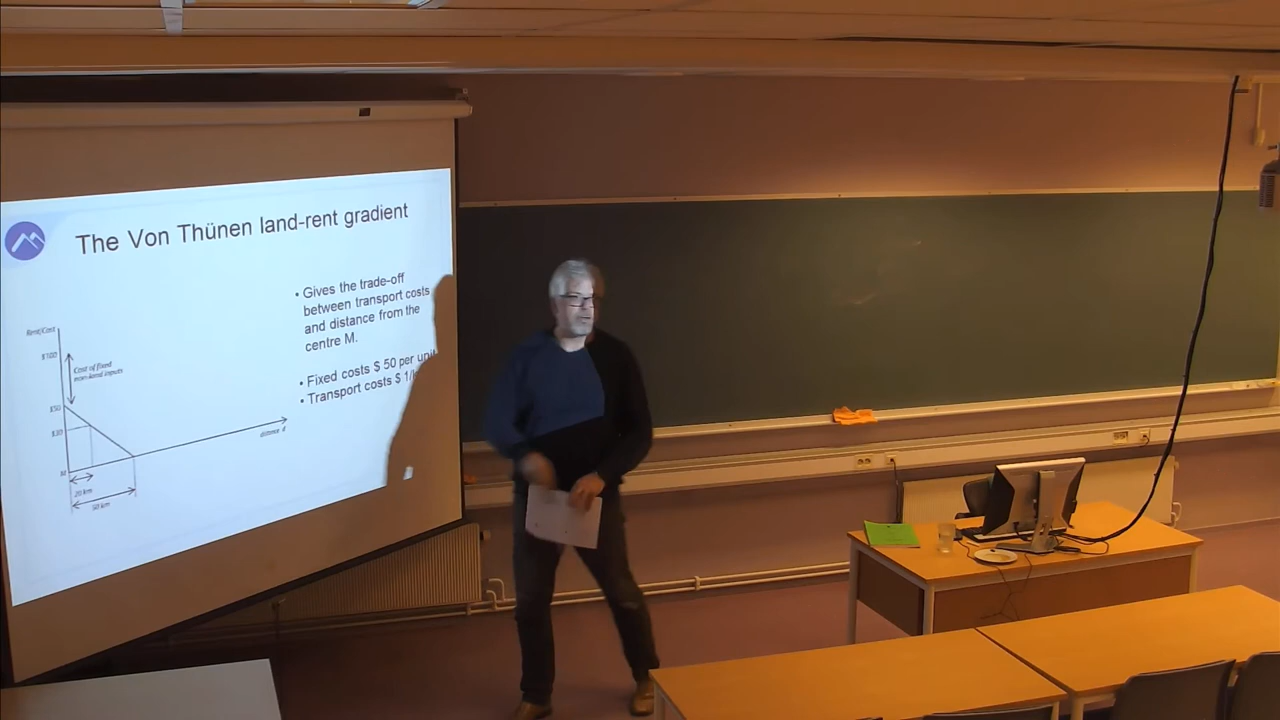 The Von Thünen land-rent gradient
• Gives the trade-off
between transport costs
and distance from the
centre M.
• Fixed costs $ 50 per unit
• Transport costs $ 1/
Rent/Cost
$100
Cost of fixed
non-land inputs
$50
$30
M
distance d
20 km
50 km